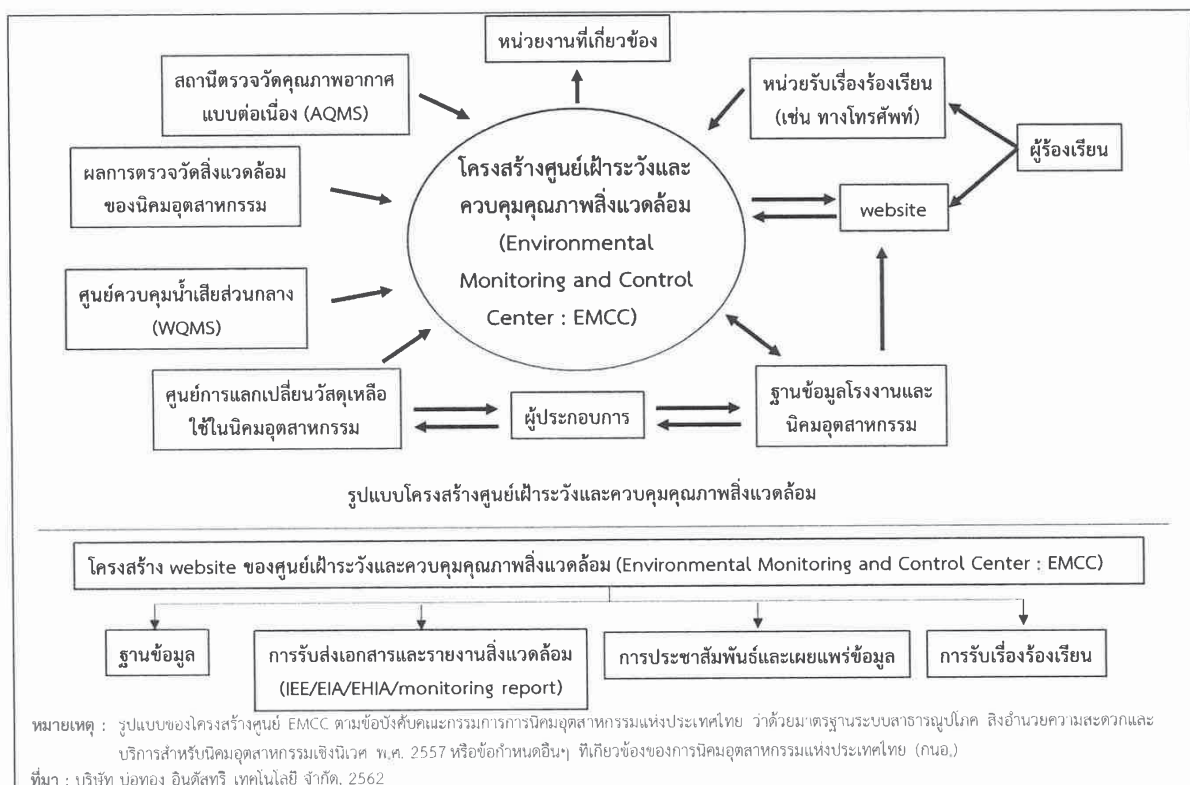 หน่วยงานที่เกี่ยวข้อง
สถานีตรวจวัดคุณภาพอากาศ
แบบต่อเนื่อง (AQMS)
หน่วยรับเรื่องร้องเรียน
(เช่น ทางโทรศัพท์)
ผู้ร้องเรียน
ผลการตรวจวัดสิ่งแวดล้อม
ของนิคมอุตสาหกรรม
โครงสร้างศูนย์เฝ้าระวังและ
ควบคุมคุณภาพสิ่งแวดล้อม
(Environmental
Monitoring and Control
Center : EMCC)
website
ศูนย์ควบคุมน้ำเสียส่วนกลาง
(WQMS)
ศูนย์การแลกเปลี่ยนวัสดุเหลือ
ใช้ในนิคมอุตสาหกรรม
ผู้ประกอบการ
ฐานข้อมูลโรงงานและ
นิคมอุตสาหกรรม
รูปแบบโครงสร้างศูนย์เฝ้าระวังและควบคุมคุณภาพสิ่งแวดล้อม
โครงสร้าง website ของศูนย์เฝ้าระวังและควบคุมคุณภาพสิ่งแวดล้อม (Environmental Monitoring and Control Center : EMCC)
ฐานข้อมูล
การรับส่งเอกสารและรายงานสิ่งแวดล้อม
(IEE/EIA/EHIA/monitoring report)
การประชาสัมพันธ์และเผยแพร่ข้อมูล
การรับเรื่องร้องเรียน
หมายเหตุ : รูปแบบของโครงสร้างศูนย์ EMCC ตามข้อบังคับคณะกรรมการการนิคมอุตสาหกรรมแห่งประเทศไทย ว่าด้วยมาตรฐานระบบสาธารณูปโภค สิ่งอำนวยความสะดวกและ
บริการสำหรับนิคมอุตสาหกรรมเชิงนิเวศ พ.ศ. 2557 หรือข้อกำหนดอื่นๆ ที่เกี่ยวข้องของการนิคมอุตสาหกรรมแห่งประเทศไทย (กนอ.)
ที่มา : บริษัท บ่อทอง อินดัสทรี เทคโนโลยี จำกัด, 2562